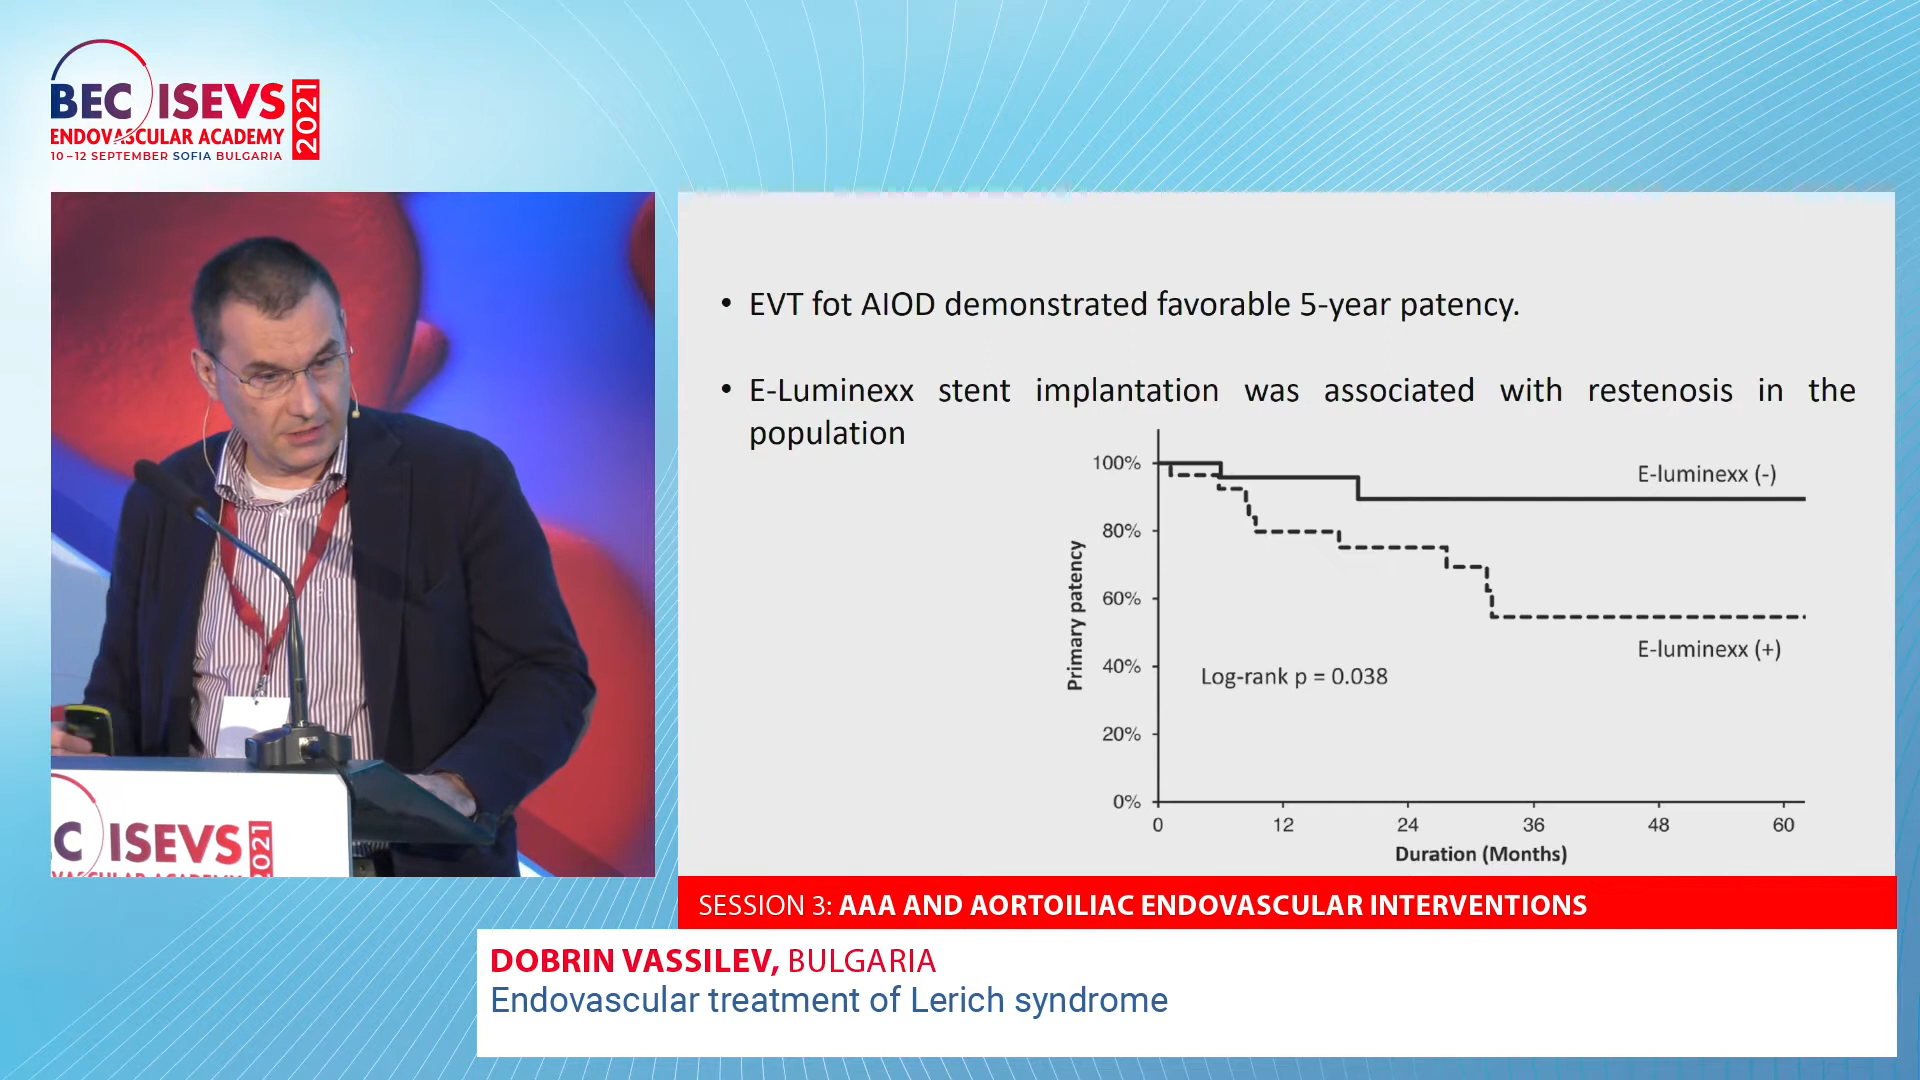 BEC ISEVS
2021
ENDOVASCULAR ACADEMY
10–12 SEPTEMBER SOFIA BULGARIA
• EVT fot AIOD demonstrated favorable 5-year patency.
• E-Luminexx stent implantation was associated with restenosis in the
population
100%
80%
60%
40%
20%
0%
Primary patency
E-luminexx (-)
E-luminexx (+)
Log-rank p = 0.038
0 12 24 36 48 60
Duration (Months)
C ISEVS
2021
VASCULAR ACADEMY
SESSION 3: AAA AND AORTOILIAC ENDOVASCULAR INTERVENTIONS
DOBRIN VASSILEV, BULGARIA
Endovascular treatment of Lerich syndrome